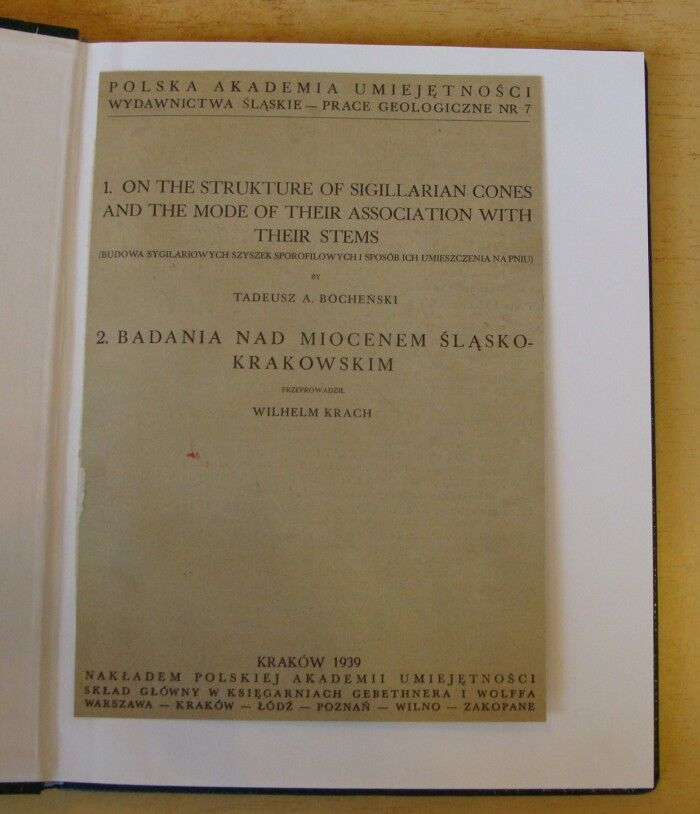 POLSKA AKADEMIA UMIEJĘTNOŚCI
WYDAWNICTWA ŚLĄSKIE — PRACE GEOLOGICZNE NR 7
1. ON THE STRUKTURE OF SIGILLARIAN CONES
AND THE MODE OF THEIR ASSOCIATION WITH
THEIR STEMS
(BUDOWA SYGILARIOWYCH SZYSZEK SPOROFILOWYCH I SPOSÓB ICH UMIESZCZENIA NA PNIU)
BY
TADEUSZ A. BOCHEŃSKI
2. BADANIA NAD MIOCENEM ŚLĄSKO-
KRAKOWSKIM
PRZEPROWADZIŁ
WILHELM KRACH
KRAKÓW 1939
NAKŁADEM POLSKIEJ AKADEMII UMIEJĘTNOŚCI
SKŁAD GŁÓWNY W KSIĘGARNIACH GEBETHNERA I WOLFFA
WARSZAWA — KRAKÓW — ŁÓDŹ — POZNAŃ — WILNO — ZAKOPANE